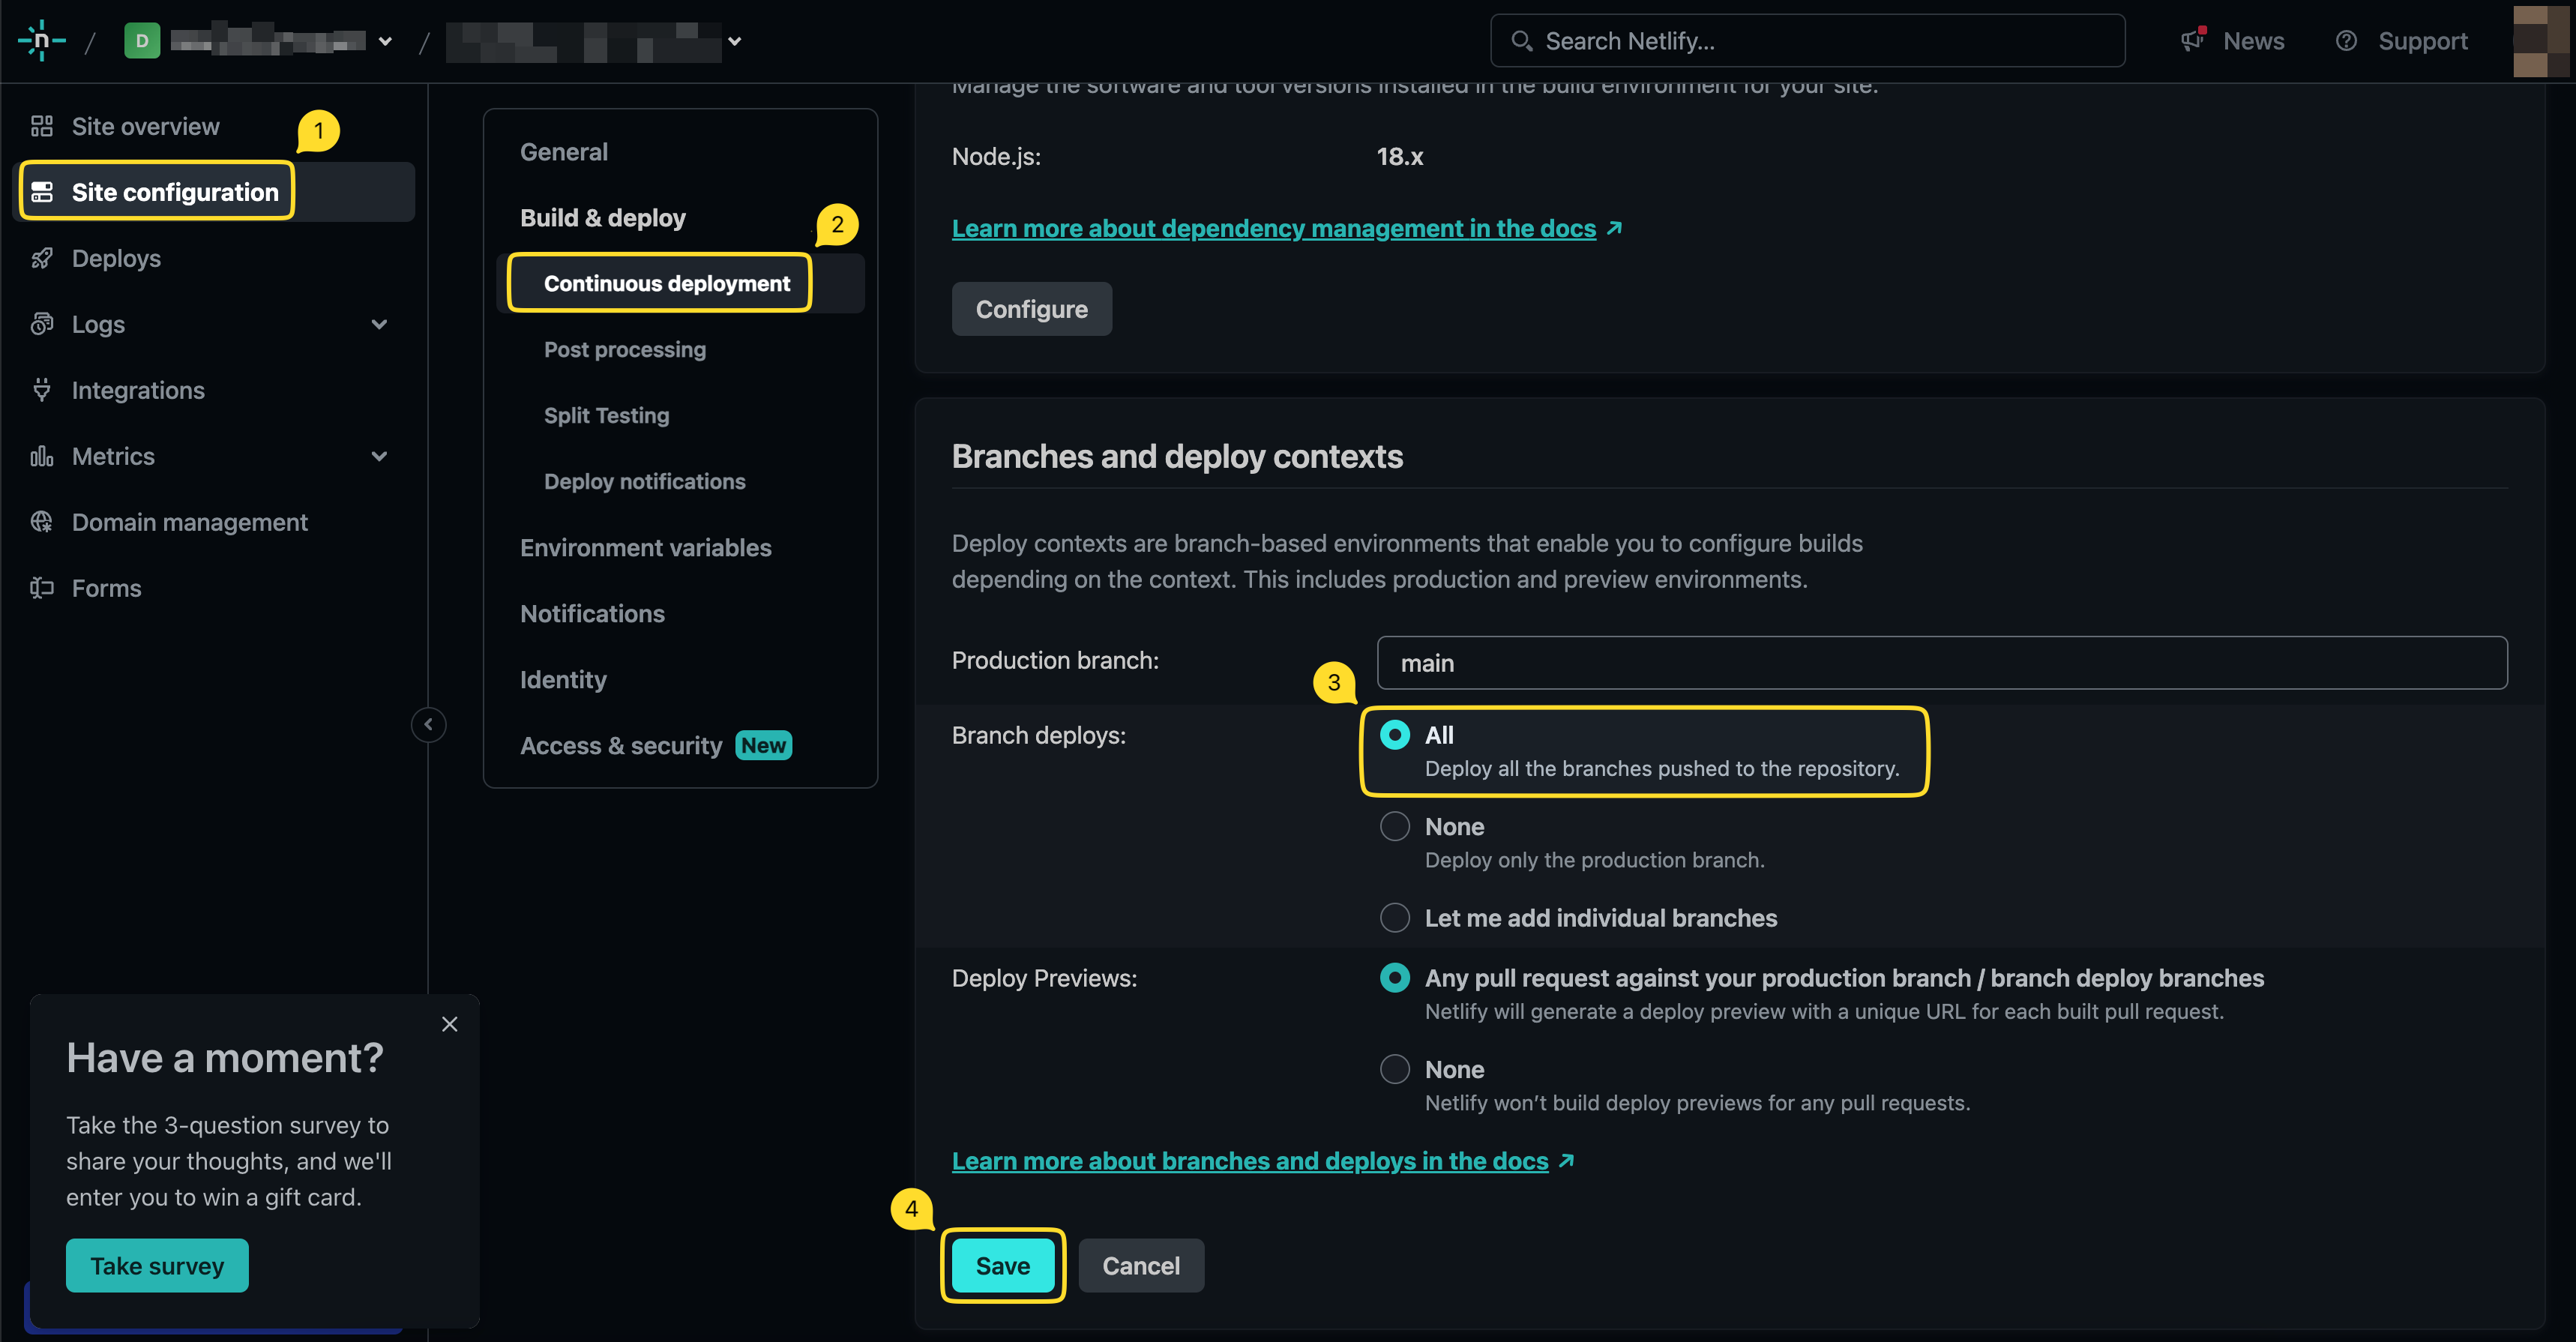 n / D / Search Netlify... News Support
Site overview
1
Site configuration
Deploys
Logs
Integrations
Metrics
Domain management
Forms
General
Build & deploy
2
Continuous deployment
Post processing
Split Testing
Deploy notifications
Environment variables
Notifications
Identity
Access & security New
Manage the software and tool versions installed in the build environment for your site.
Node.js: 18.x
Learn more about dependency management in the docs
Configure
Branches and deploy contexts
Deploy contexts are branch-based environments that enable you to configure builds
depending on the context. This includes production and preview environments.
Production branch: main
3
Branch deploys: All
Deploy all the branches pushed to the repository.
None
Deploy only the production branch.
Let me add individual branches
Deploy Previews: Any pull request against your production branch / branch deploy branches
Netlify will generate a deploy preview with a unique URL for each built pull request.
None
Netlify won’t build deploy previews for any pull requests.
Learn more about branches and deploys in the docs
4
Save Cancel
Have a moment?
Take the 3-question survey to
share your thoughts, and we'll
enter you to win a gift card.
Take survey